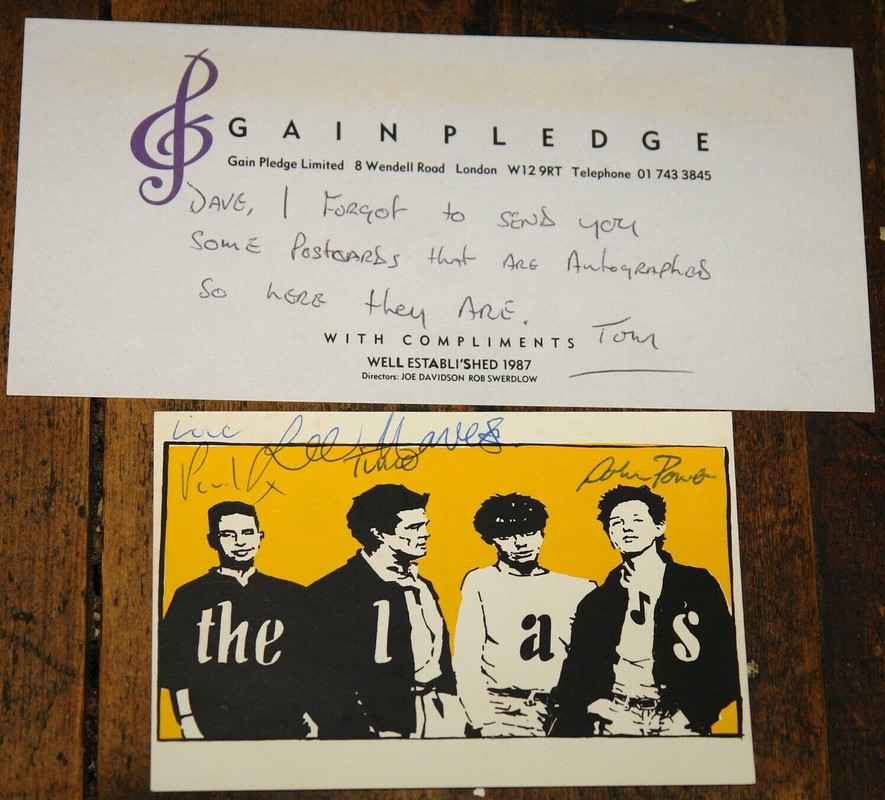 GAIN PLEDGE
Gain Pledge Limited 8 Wendell Road London W12 9RT Telephone 01 743 3845
DAVE, I FORGOT to SEND you
SOME POSTCARDS that ARE AUtoGRAPHED
SO HERE they ARE.
Tom
WITH COMPLIMENTS
WELL ESTABLI'SHED 1987
Directors: JOE DAVIDSON ROB SWERDLOW
Love
Paul x
Lee Mavers
John Power
the l a s